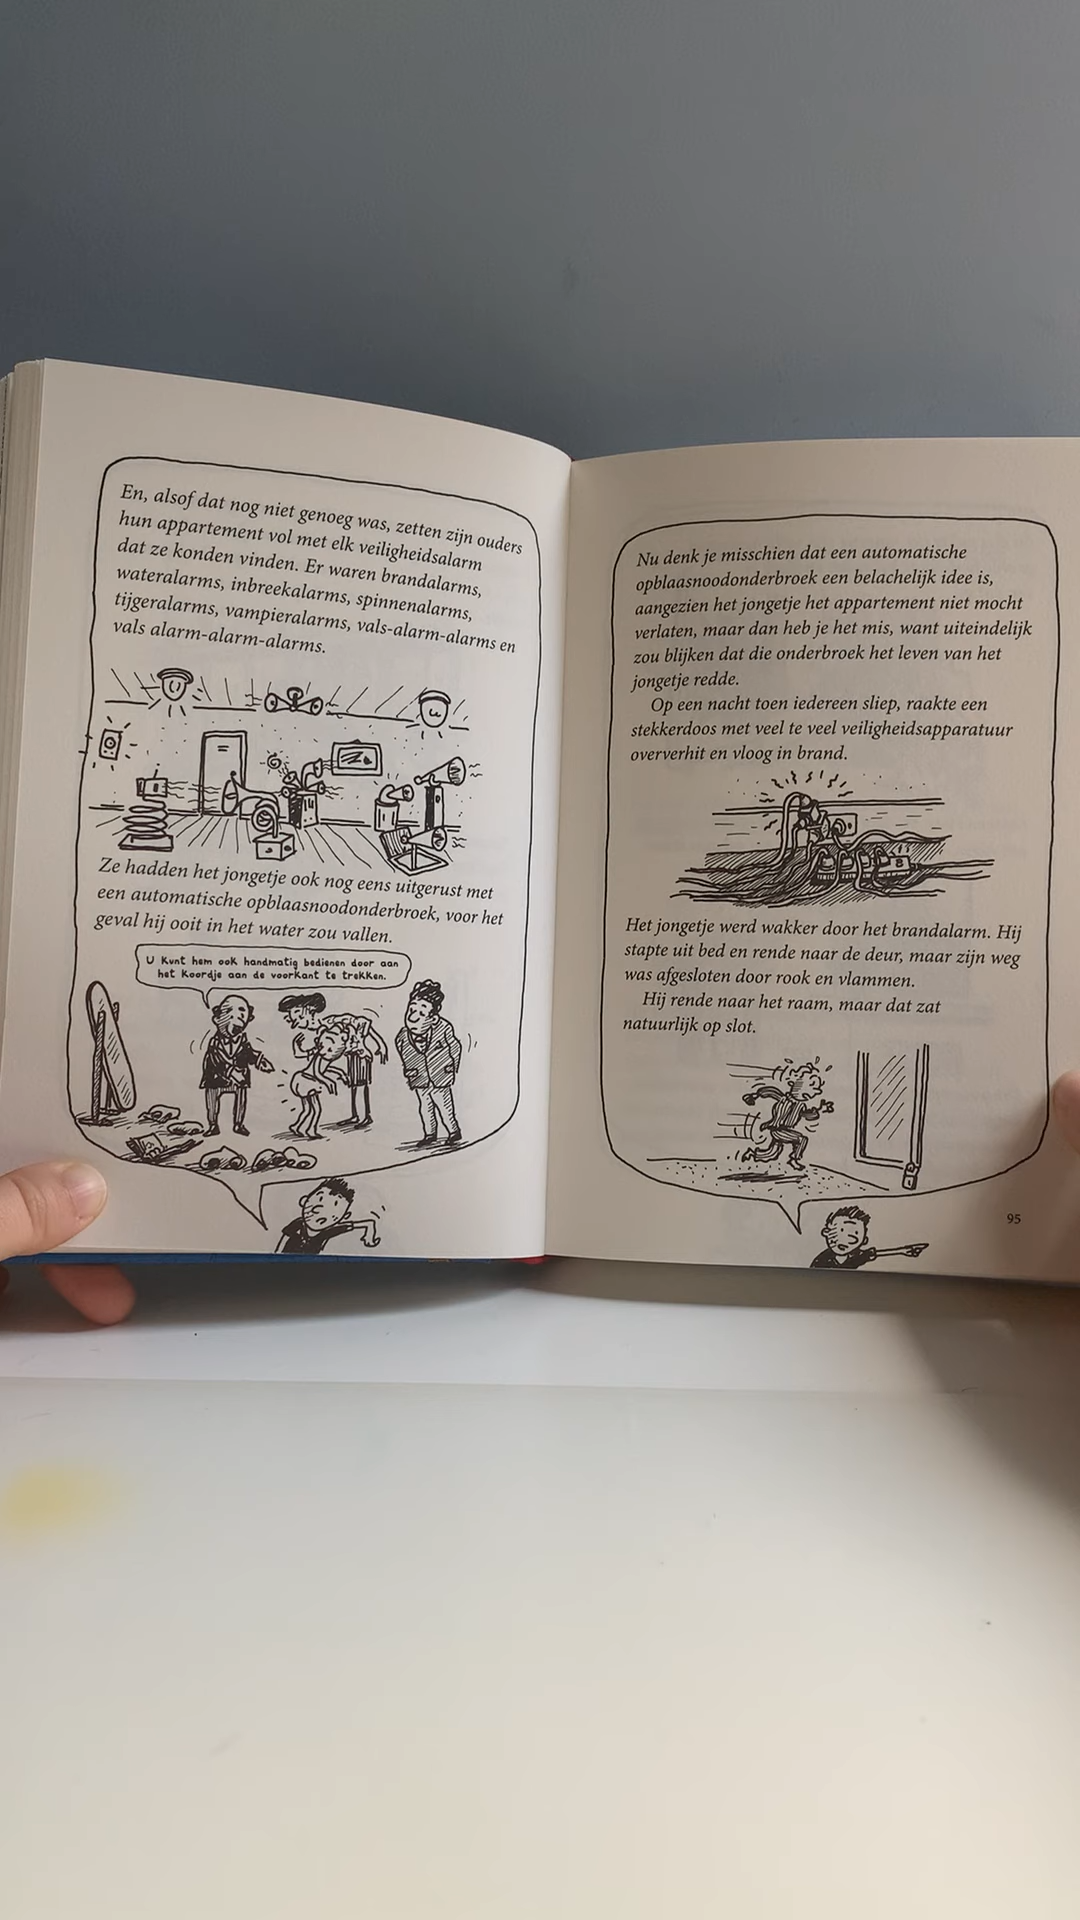 En, alsof dat nog niet genoeg was, zetten zijn ouders
hun appartement vol met elk veiligheidsalarm
dat ze konden vinden. Er waren brandalarms,
wateralarms, inbreekalarms, spinnenalarms,
tijgeralarms, vampieralarms, vals-alarm-alarms en
vals alarm-alarm-alarms.
Ze hadden het jongetje ook nog eens uitgerust met
een automatische opblaasnoodonderbroek, voor het
geval hij ooit in het water zou vallen.
U kunt hem ook handmatig bedienen door aan
het koordje aan de voorkant te trekken.
Nu denk je misschien dat een automatische
opblaasnoodonderbroek een belachelijk idee is,
aangezien het jongetje het appartement niet mocht
verlaten, maar dan heb je het mis, want uiteindelijk
zou blijken dat die onderbroek het leven van het
jongetje redde.
Op een nacht toen iedereen sliep, raakte een
stekkerdoos met veel te veel veiligheidsapparatuur
oververhit en vloog in brand.
Het jongetje werd wakker door het brandalarm. Hij
stapte uit bed en rende naar de deur, maar zijn weg
was afgesloten door rook en vlammen.
Hij rende naar het raam, maar dat zat
natuurlijk op slot.
95